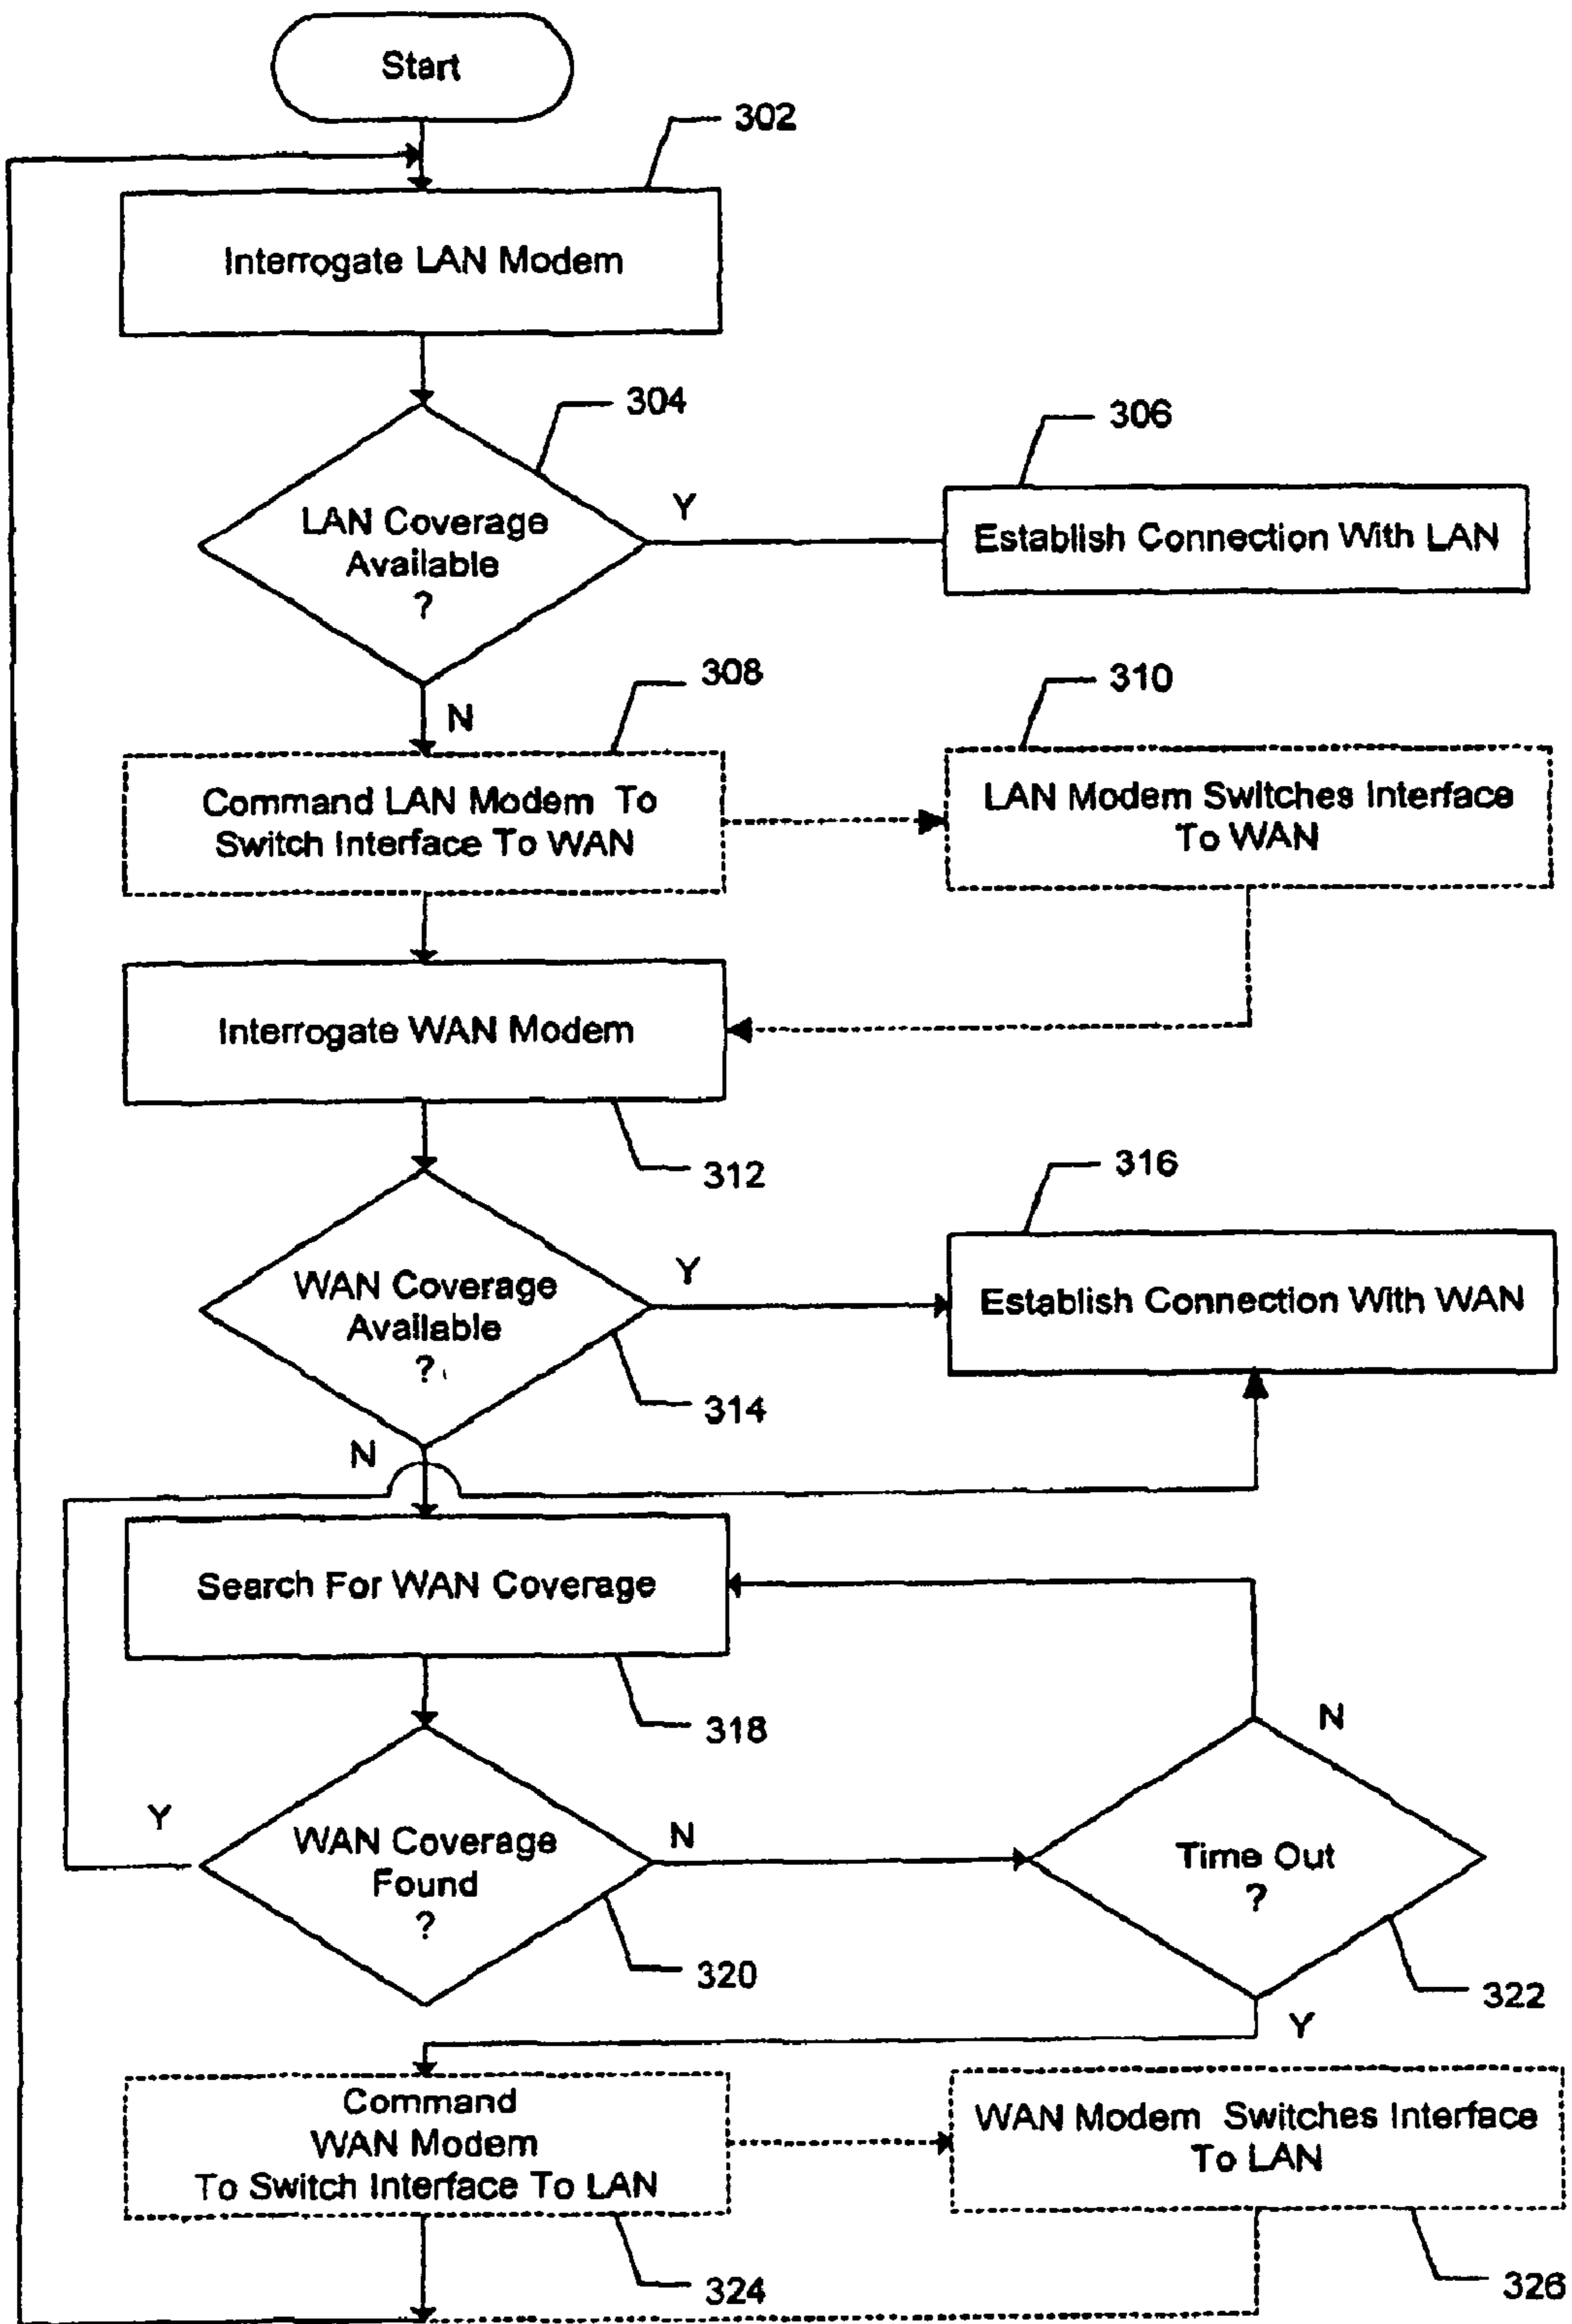 Start
302
Interrogate LAN Modem
304
LAN Coverage
Available
?
Y
306
Establish Connection With LAN
N
308
Command LAN Modem To
Switch Interface To WAN
310
LAN Modem Switches Interface
To WAN
Interrogate WAN Modem
312
WAN Coverage
Available
?
Y
314
316
Establish Connection With WAN
N
Search For WAN Coverage
318
Y
WAN Coverage
Found
?
N
320
Time Out
?
N
322
Y
Command
WAN Modem
To Switch Interface To LAN
324
WAN Modem Switches Interface
To LAN
326